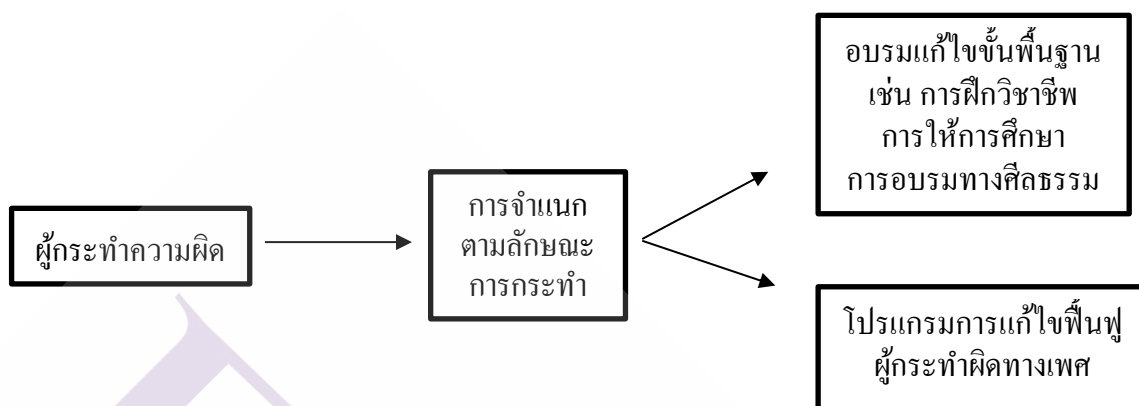 ผู้กระทำความผิด
การจำแนก
ตามลักษณะ
การกระทำ
อบรมแก้ไขขั้นพื้นฐาน
เช่น การฝึกวิชาชีพ
การให้การศึกษา
การอบรมทางศีลธรรม
โปรแกรมการแก้ไขฟื้นฟู
ผู้กระทำผิดทางเพศ